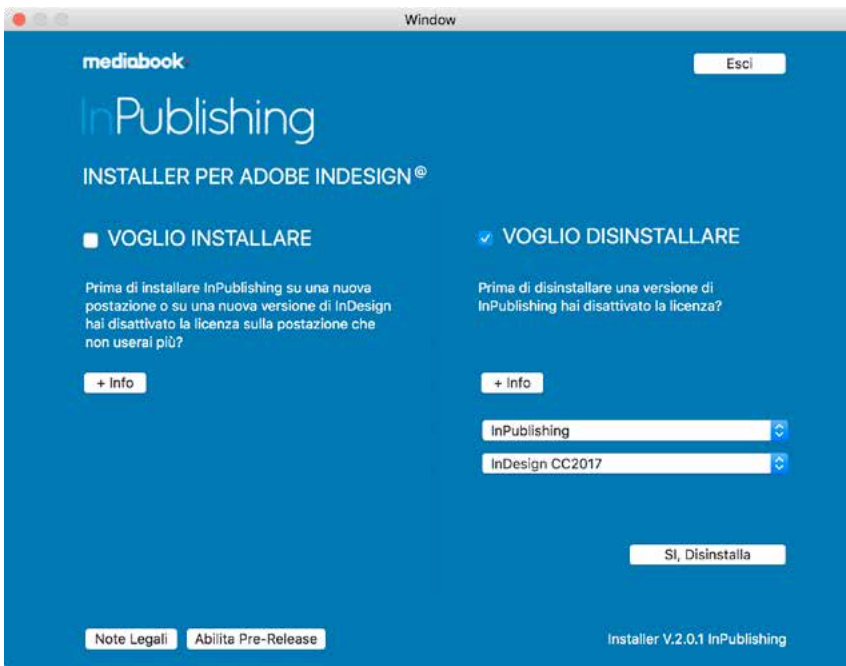 Window
mediabook
Esci
InPublishing
INSTALLER PER ADOBE INDESIGN@
VOGLIO INSTALLARE
Prima di installare InPublishing su una nuova
postazione o su una nuova versione di InDesign
hai disattivato la licenza sulla postazione che
non userai più?
+ Info
VOGLIO DISINSTALLARE
Prima di disinstallare una versione di
InPublishing hai disattivato la licenza?
+ Info
InPublishing
InDesign CC2017
SI, Disinstalla
Note Legali
Abilita Pre-Release
Installer V.2.0.1 InPublishing